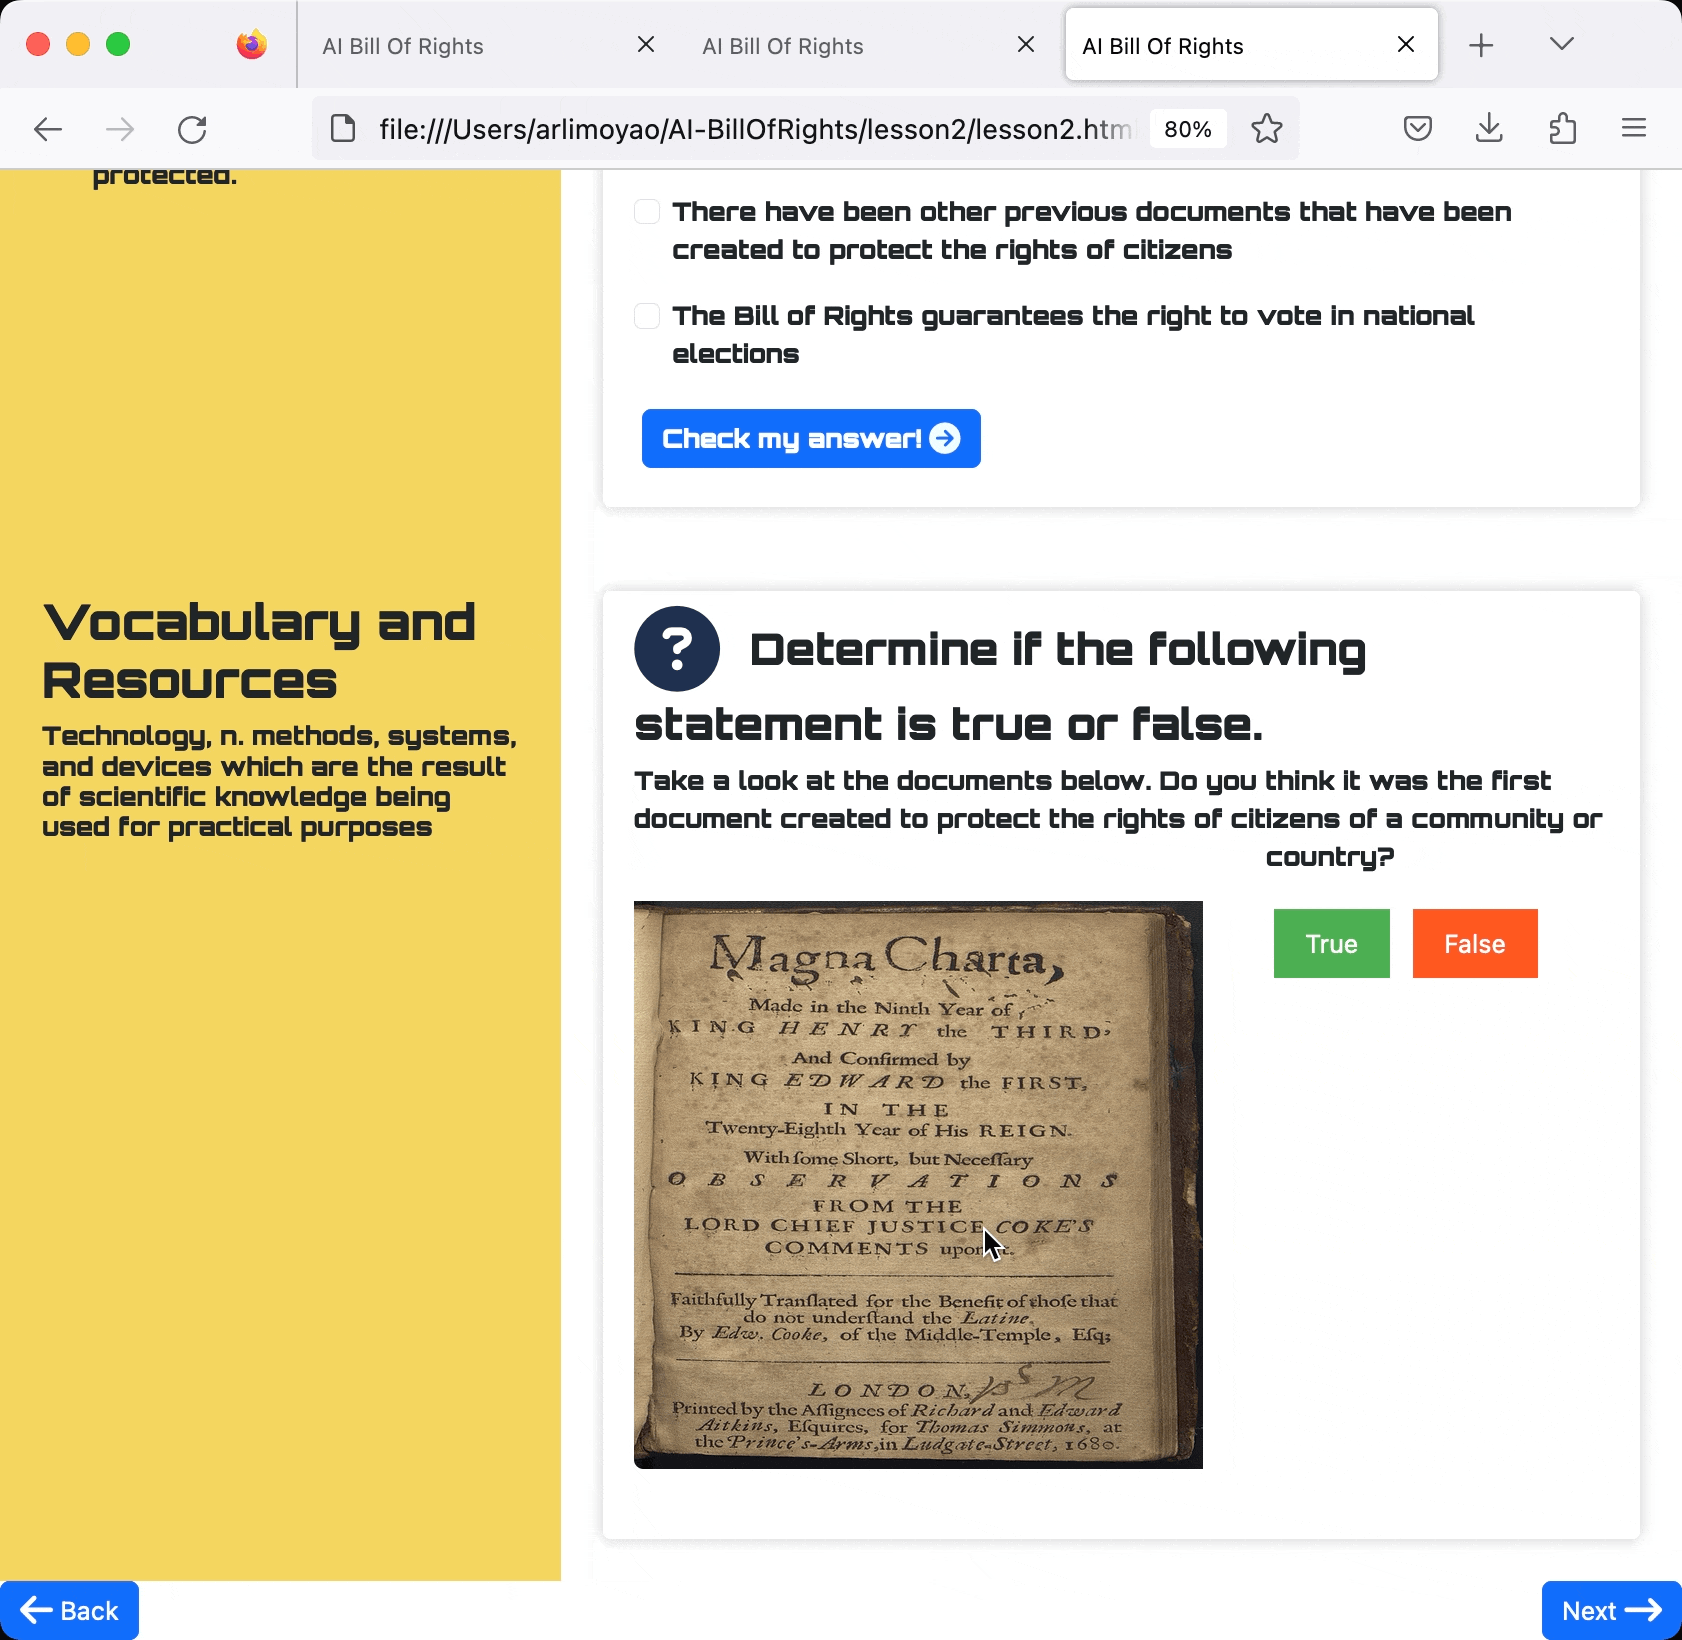 AI Bill Of Rights
AI Bill Of Rights
AI Bill Of Rights
file:///Users/arlimoyao/AI-BillOfRights/lesson2/lesson2.htm
80%
protected.
There have been other previous documents that have been
created to protect the rights of citizens
The Bill of Rights guarantees the right to vote in national
elections
Check my answer!
Vocabulary and
Resources
Technology, n. methods, systems,
and devices which are the result
of scientific knowledge being
used for practical purposes
? Determine if the following
statement is true or false.
Take a look at the documents below. Do you think it was the first
document created to protect the rights of citizens of a community or
country?
True
False
Magna Charta,
Made in the Ninth Year of
KING HENRY the THIRD,
And Confirmed by
KING EDWARD the FIRST,
IN THE
Twenty-Eighth Year of His REIGN.
With ſome Short, but Neceſſary
OBSERVATIONS
FROM THE
LORD CHIEF JUSTICE COKE'S
COMMENTS upon
Faithfully Tranſlated for the Benefit of thoſe that
do not underſtand the Latine.
By Edw. Cooke, of the Middle-Temple, Eſq;
LONDON,
Printed by the Aſſignees of Richard and Edward
Aitkins, Eſquires, for Thomas Simmons, at
the Prince's-Arms, in Ludgate-Street, 1680.
Back
Next